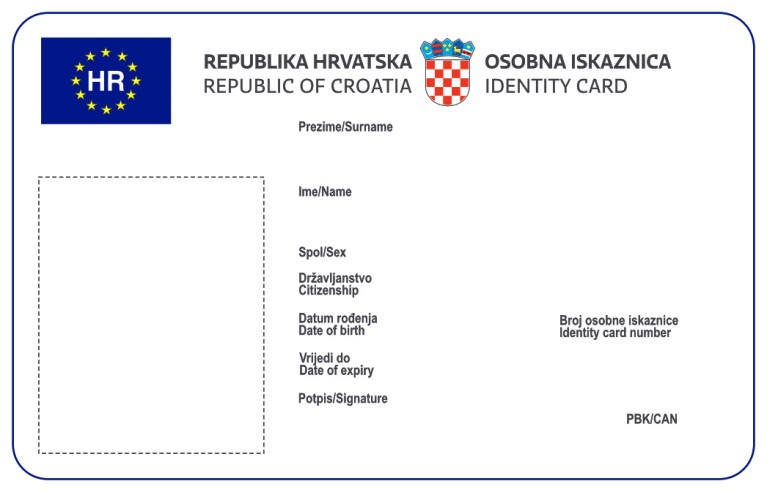 HR
REPUBLIKA HRVATSKA
REPUBLIC OF CROATIA
OSOBNA ISKAZNICA
IDENTITY CARD
Prezime/Surname
Ime/Name
Spol/Sex
Državljanstvo
Citizenship
Datum rođenja
Date of birth
Broj osobne iskaznice
Identity card number
Vrijedi do
Date of expiry
Potpis/Signature
PBK/CAN